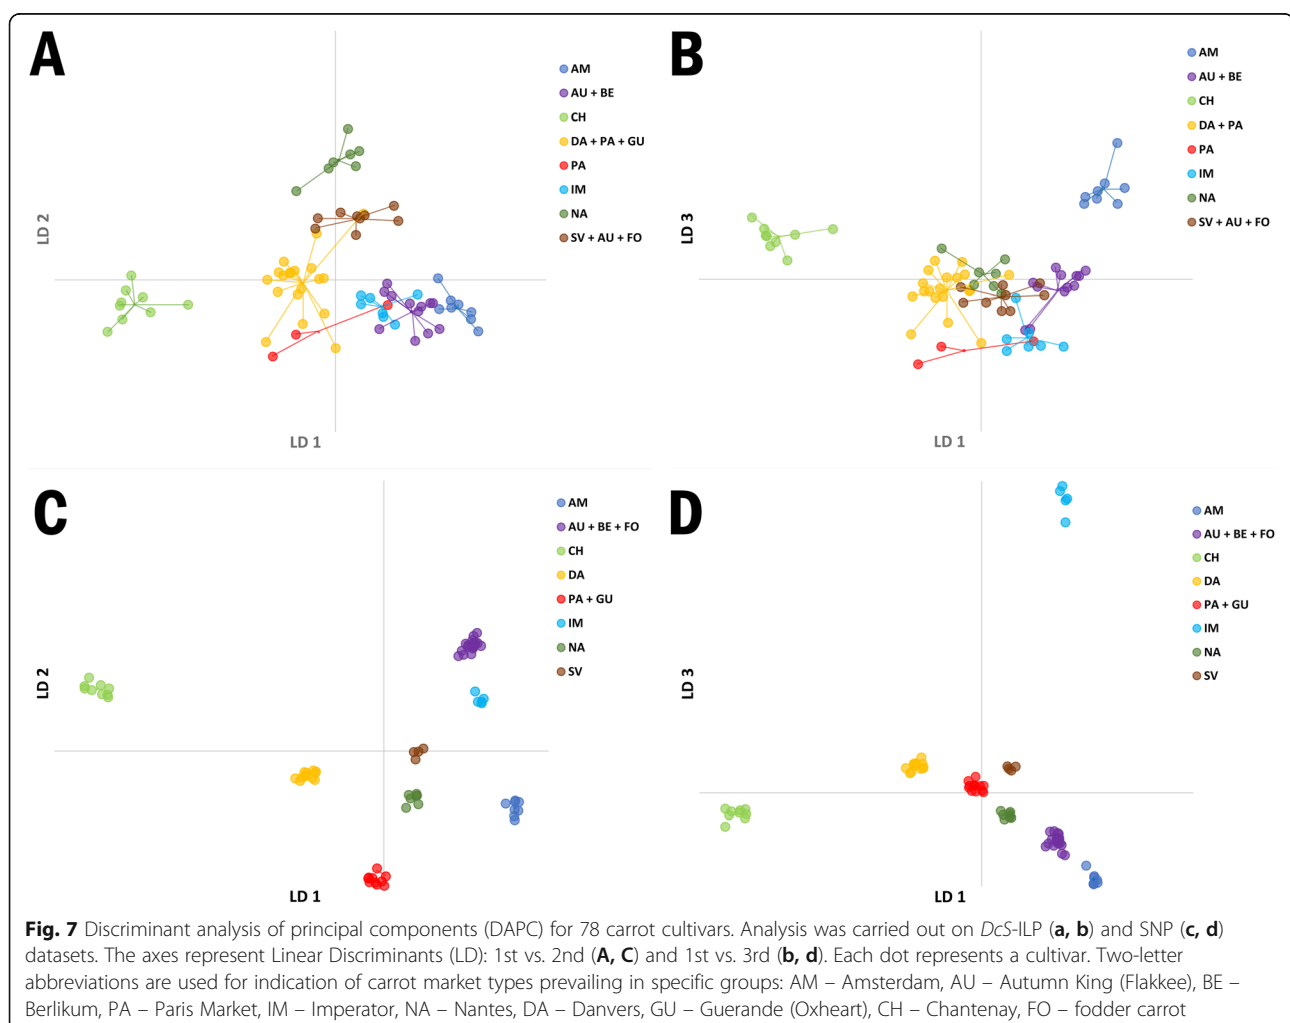 A
LD 2
LD 1
AM
AU + BE
CH
DA + PA + GU
PA
IM
NA
SV + AU + FO
B
LD 3
LD 1
AM
AU + BE
CH
DA + PA
PA
IM
NA
SV + AU + FO
C
LD 2
LD 1
AM
AU + BE + FO
CH
DA
PA + GU
IM
NA
SV
D
LD 3
LD 1
AM
AU + BE + FO
CH
DA
PA + GU
IM
NA
SV
Fig. 7 Discriminant analysis of principal components (DAPC) for 78 carrot cultivars. Analysis was carried out on DcS-ILP (a, b) and SNP (c, d)
datasets. The axes represent Linear Discriminants (LD): 1st vs. 2nd (A, C) and 1st vs. 3rd (b, d). Each dot represents a cultivar. Two-letter
abbreviations are used for indication of carrot market types prevailing in specific groups: AM – Amsterdam, AU – Autumn King (Flakkee), BE –
Berlikum, PA – Paris Market, IM – Imperator, NA – Nantes, DA – Danvers, GU – Guerande (Oxheart), CH – Chantenay, FO – fodder carrot